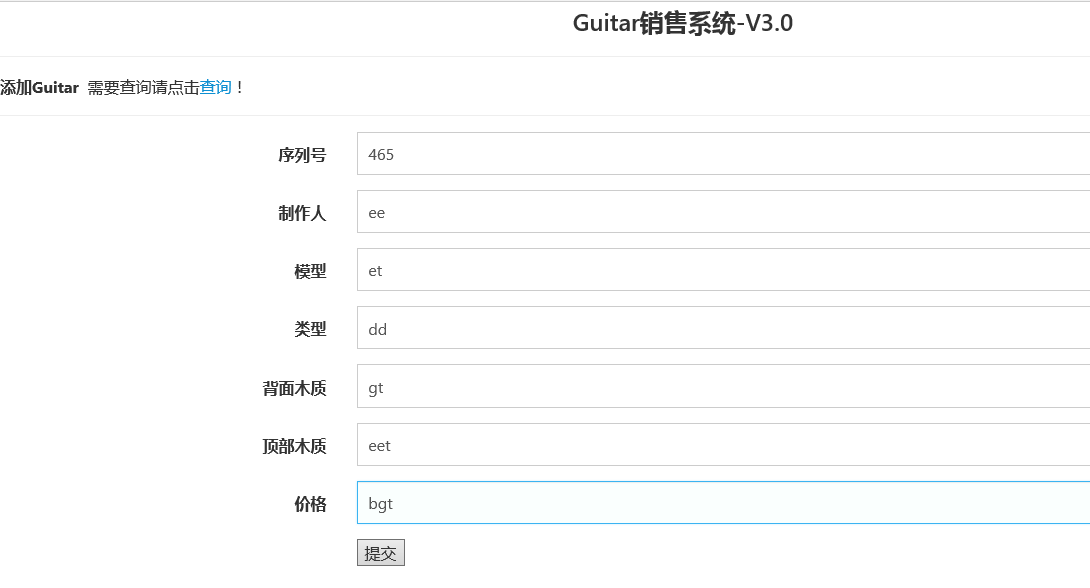 Guitar销售系统-V3.0
添加Guitar 需要查询请点击查询！
序列号 465
制作人 ee
模型 et
类型 dd
背面木质 gt
顶部木质 eet
价格 bgt
提交